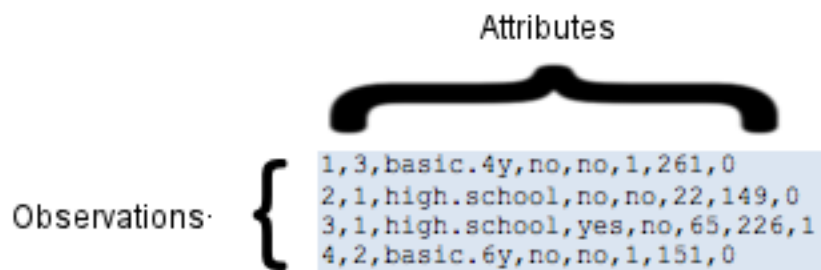 Attributes
1,3,basic.4y,no,no,1,261,0
2,1,high.school,no,no,22,149,0
Observations
3,1,high.school,yes,no,65,226,1
4,2,basic.6y,no,no,1,151,0